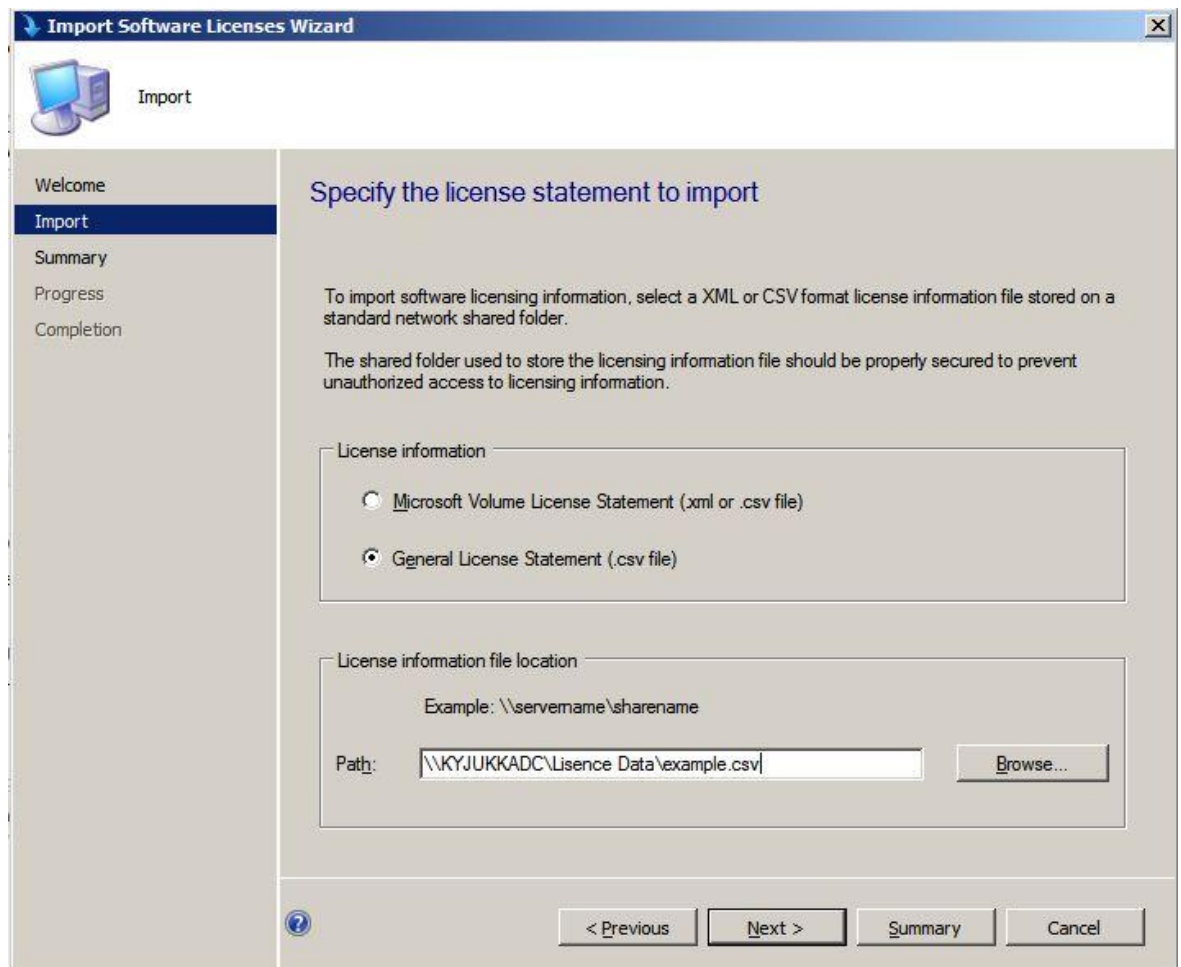 Import Software Licenses Wizard
Import
Welcome
Import
Summary
Progress
Completion
Specify the license statement to import
To import software licensing information, select a XML or CSV format license information file stored on a
standard network shared folder.
The shared folder used to store the licensing information file should be properly secured to prevent
unauthorized access to licensing information.
License information
Microsoft Volume License Statement (.xml or .csv file)
General License Statement (.csv file)
License information file location
Example: \\servername\sharename
Path: \\KYJUKKADC\Lisence Data\example.csv Browse...
< Previous Next > Summary Cancel